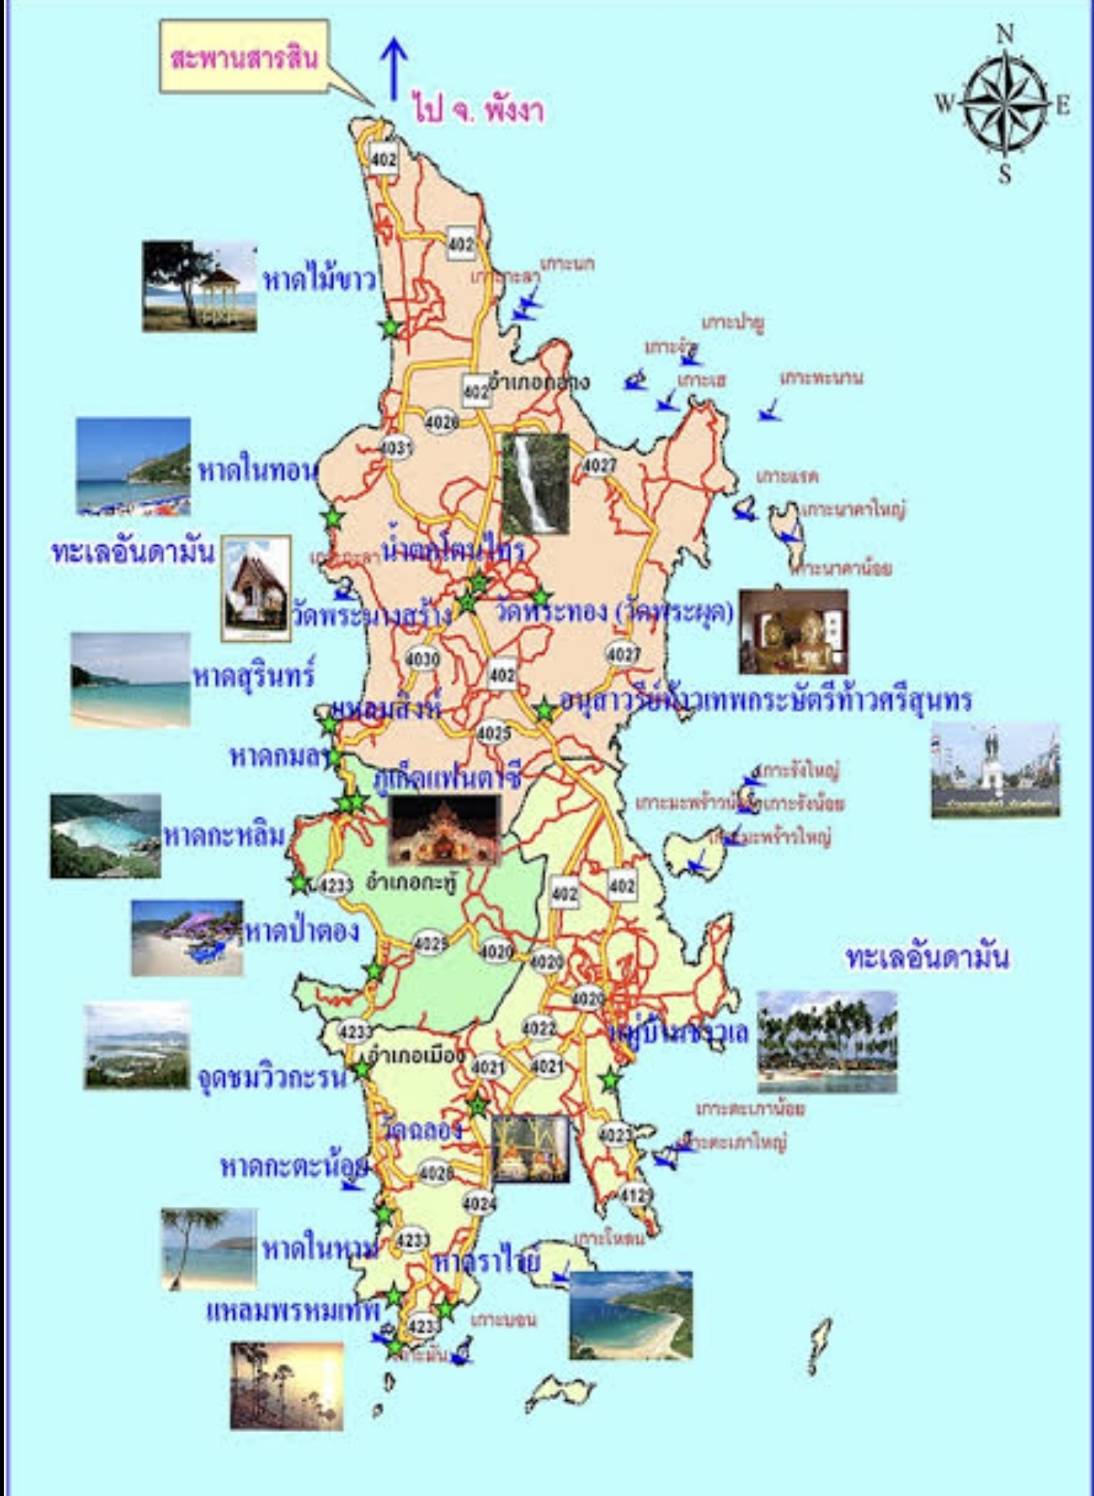 N
สะพานสารสิน
W E
ไป จ. พังงา
S
402
402
เกาะนก
หาดไม้ขาว
เกาะปายู
เกาะเฮ
เกาะพะนาน
402
อำเภอถลาง
4026
4031
4027
หาดในทอน
เกาะแรด
เกาะนาคาใหญ่
ทะเลอันดามัน
น้ำตกโตนไทร
เกาะนาคาน้อย
วัดพระนางสร้าง
วัดพระทอง (วัดพระผุด)
4030
4027
402
หาดสุรินทร์
อนุสาวรีย์ท้าวเทพกระษัตรีท้าวศรีสุนทร
แหลมสิงห์
4025
หาดกมลา
ภูเก็ตแฟนตาซี
เกาะรังใหญ่
เกาะมะพร้าวน้อย
เกาะรังน้อย
หาดกะหลิม
เกาะมะพร้าวใหญ่
4233
อำเภอกะทู้
402
402
หาดป่าตอง
4029
4020
4020
ทะเลอันดามัน
4020
4233
4022
หมู่บ้านชาวเล
อำเภอเมือง
4021
4021
จุดชมวิวกะรน
เกาะตะเภาน้อย
วัดฉลอง
4023
เกาะตะเภาใหญ่
หาดกะตะน้อย
4028
4024
4129
4233
เกาะโหลน
หาดในหาน
หาดราไวย์
แหลมพรหมเทพ
4233
เกาะบอน
เกาะมัน